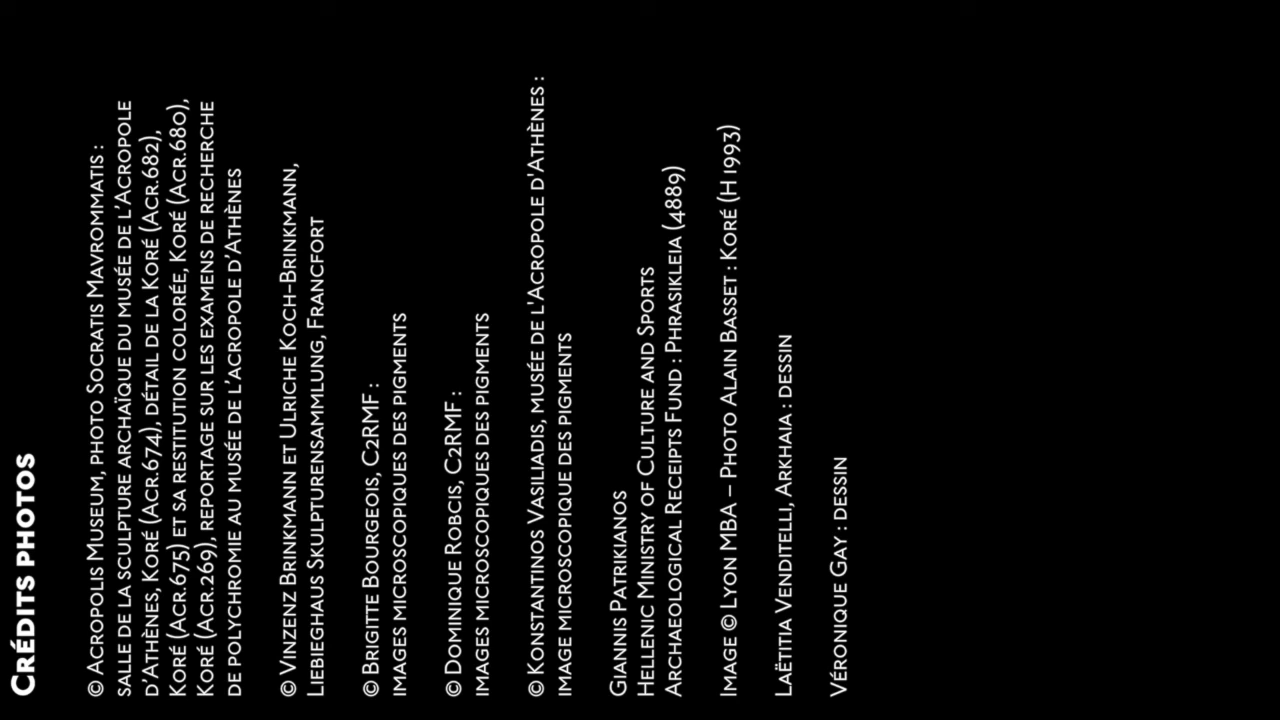 Crédits photos
© Acropolis Museum, photo Socratis Mavrommatis :
salle de la sculpture archaïque du musée de l'Acropole
d'Athènes, Koré (Acr.674), détail de la Koré (Acr.682),
Koré (Acr.675) et sa restitution colorée, Koré (Acr.680),
Koré (Acr.269), reportage sur les examens de recherche
de polychromie au musée de l'acropole d'Athènes
© Vinzenz Brinkmann et Ulriche Koch-Brinkmann,
Liebieghaus Skulpturensammlung, Francfort
© Brigitte Bourgeois, C2RMF :
images microscopiques des pigments
© Dominique Robcis, C2RMF :
images microscopiques des pigments
© Konstantinos Vasiliadis, musée de l'Acropole d'Athènes :
image microscopique des pigments
Giannis Patrikianos
Hellenic Ministry of Culture and Sports
Archaeological Receipts Fund : Phrasikleia (4889)
Image © Lyon MBA – Photo Alain Basset : Koré (H 1993)
Laëtitia Venditelli, Arkhaia : dessin
Véronique Gay : dessin